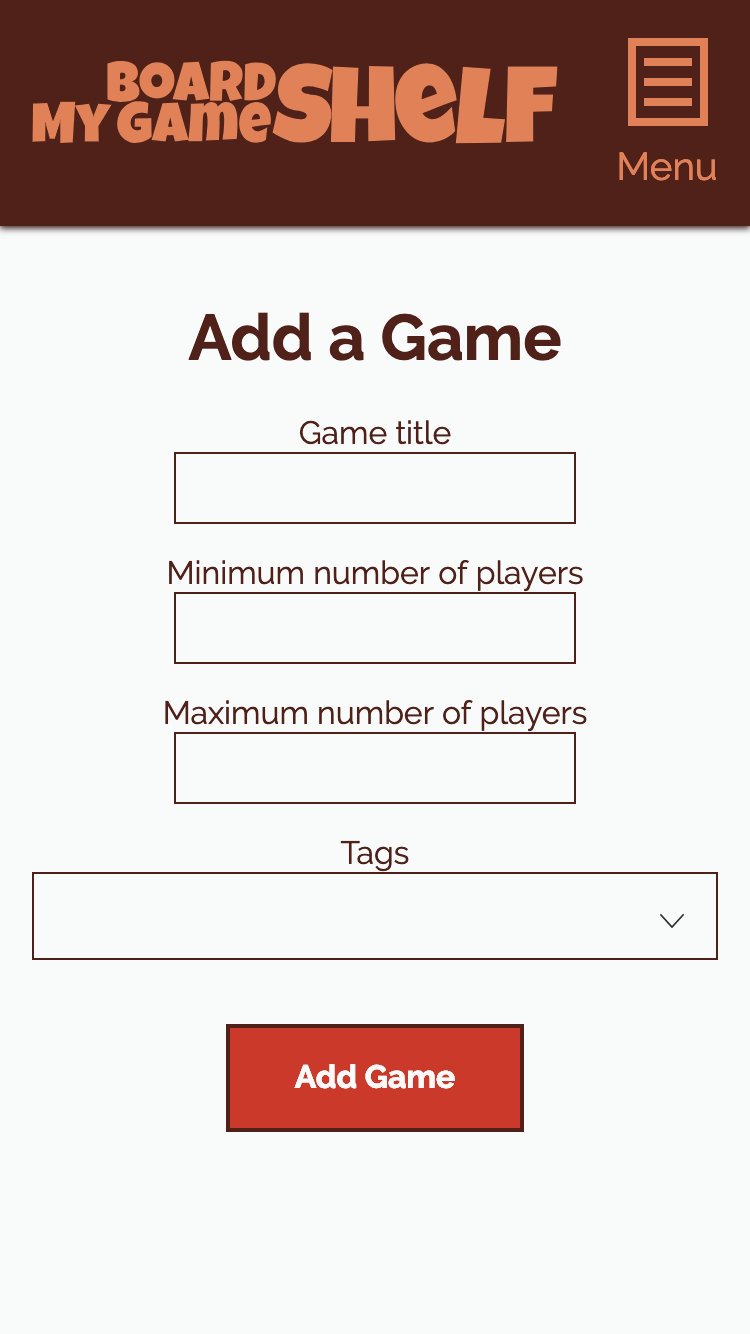 MY BOARD GAME SHELF
Menu
Add a Game
Game title
Minimum number of players
Maximum number of players
Tags
Add Game